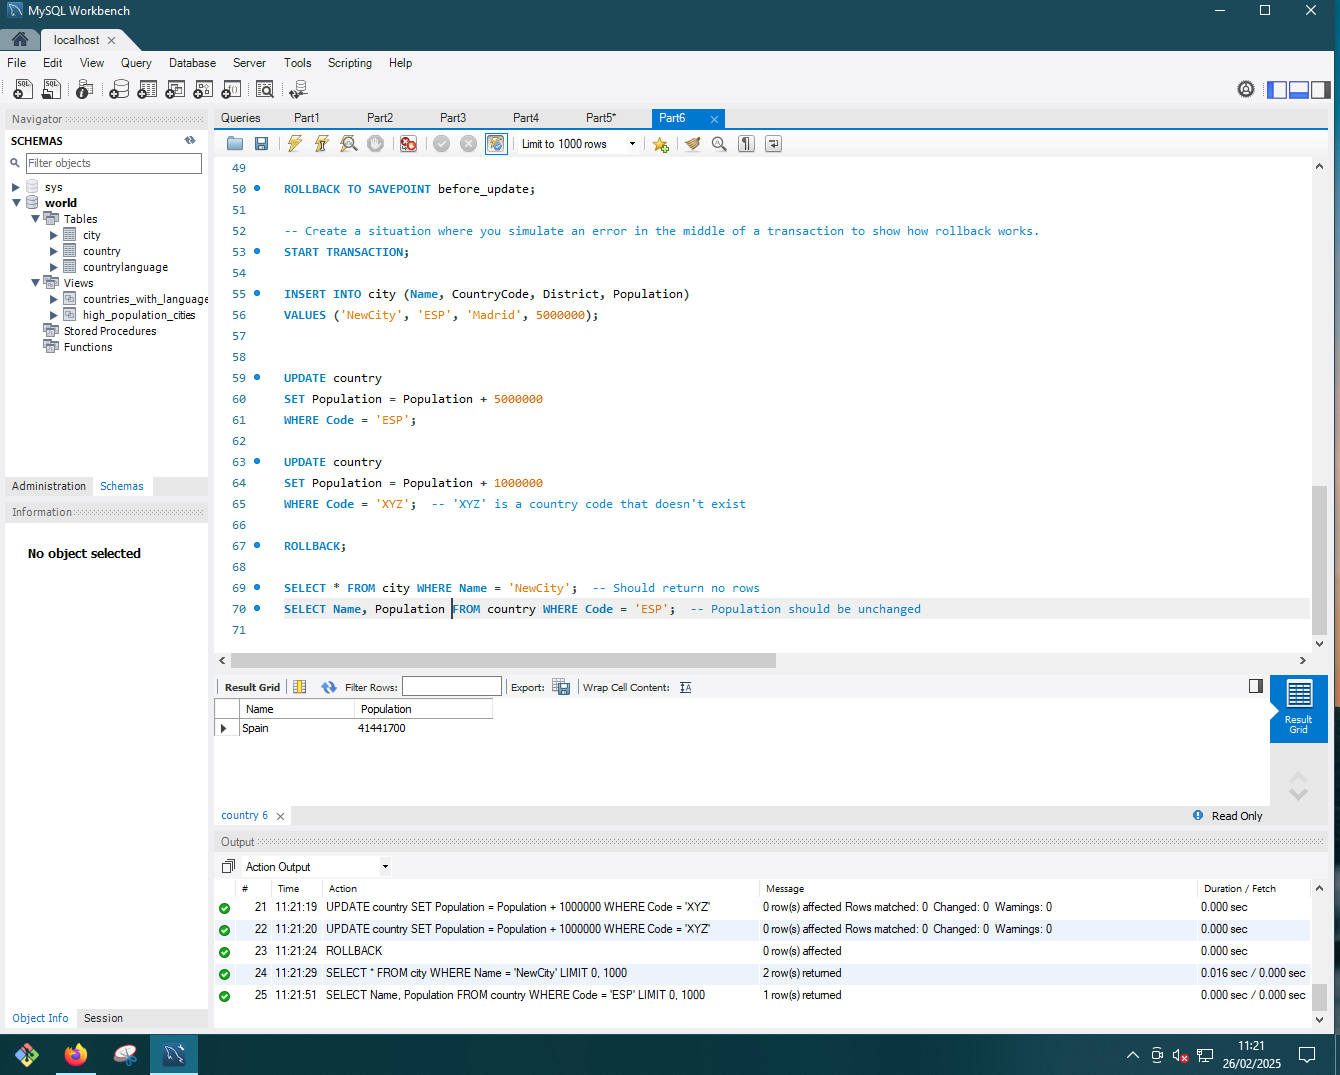 MySQL Workbench
localhost
File Edit View Query Database Server Tools Scripting Help
Navigator
SCHEMAS
Filter objects
sys
world
Tables
city
country
countrylanguage
Views
countries_with_language
high_population_cities
Stored Procedures
Functions
Administration Schemas
Information
No object selected
Object Info Session
Queries Part1 Part2 Part3 Part4 Part5* Part6
Limit to 1000 rows
49
50 ROLLBACK TO SAVEPOINT before_update;
51
52 -- Create a situation where you simulate an error in the middle of a transaction to show how rollback works.
53 START TRANSACTION;
54
55 INSERT INTO city (Name, CountryCode, District, Population)
56 VALUES ('NewCity', 'ESP', 'Madrid', 5000000);
57
58
59 UPDATE country
60 SET Population = Population + 5000000
61 WHERE Code = 'ESP';
62
63 UPDATE country
64 SET Population = Population + 1000000
65 WHERE Code = 'XYZ'; -- 'XYZ' is a country code that doesn't exist
66
67 ROLLBACK;
68
69 SELECT * FROM city WHERE Name = 'NewCity'; -- Should return no rows
70 SELECT Name, Population FROM country WHERE Code = 'ESP'; -- Population should be unchanged
71
Result Grid Filter Rows: Export: Wrap Cell Content:
Name Population
Spain 41441700
Result
Grid
country 6
Read Only
Output
Action Output
# Time Action Message Duration / Fetch
21 11:21:19 UPDATE country SET Population = Population + 1000000 WHERE Code = 'XYZ' 0 row(s) affected Rows matched: 0 Changed: 0 Warnings: 0 0.000 sec
22 11:21:20 UPDATE country SET Population = Population + 1000000 WHERE Code = 'XYZ' 0 row(s) affected Rows matched: 0 Changed: 0 Warnings: 0 0.000 sec
23 11:21:24 ROLLBACK 0 row(s) affected 0.000 sec
24 11:21:29 SELECT * FROM city WHERE Name = 'NewCity' LIMIT 0, 1000 2 row(s) returned 0.016 sec / 0.000 sec
25 11:21:51 SELECT Name, Population FROM country WHERE Code = 'ESP' LIMIT 0, 1000 1 row(s) returned 0.000 sec / 0.000 sec
11:21
26/02/2025